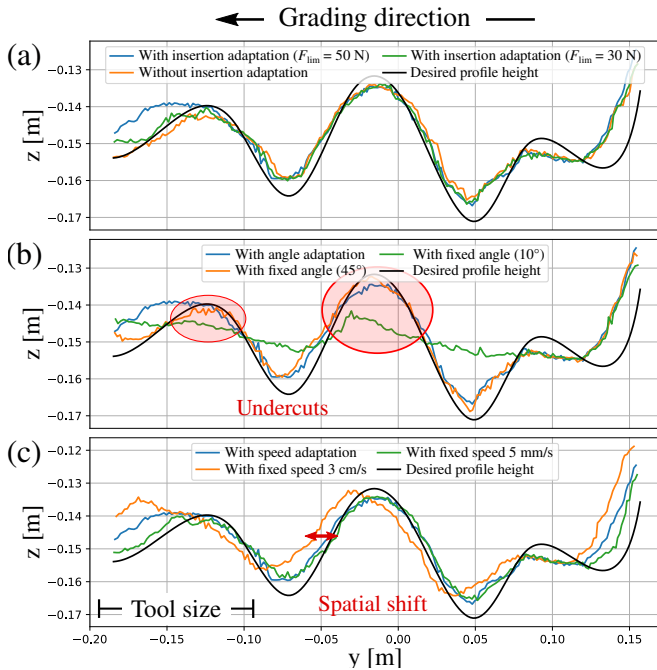 Grading direction
(a)
With insertion adaptation (F_lim = 50 N)
With insertion adaptation (F_lim = 30 N)
Without insertion adaptation
Desired profile height
−0.13
−0.14
−0.15
−0.16
−0.17
z [m]
(b)
With angle adaptation
With fixed angle (10°)
With fixed angle (45°)
Desired profile height
−0.13
−0.14
−0.15
−0.16
−0.17
z [m]
Undercuts
(c)
With speed adaptation
With fixed speed 5 mm/s
With fixed speed 3 cm/s
Desired profile height
−0.12
−0.13
−0.14
−0.15
−0.16
−0.17
z [m]
Tool size
Spatial shift
−0.20
−0.15
−0.10
−0.05
0.00
0.05
0.10
0.15
y [m]